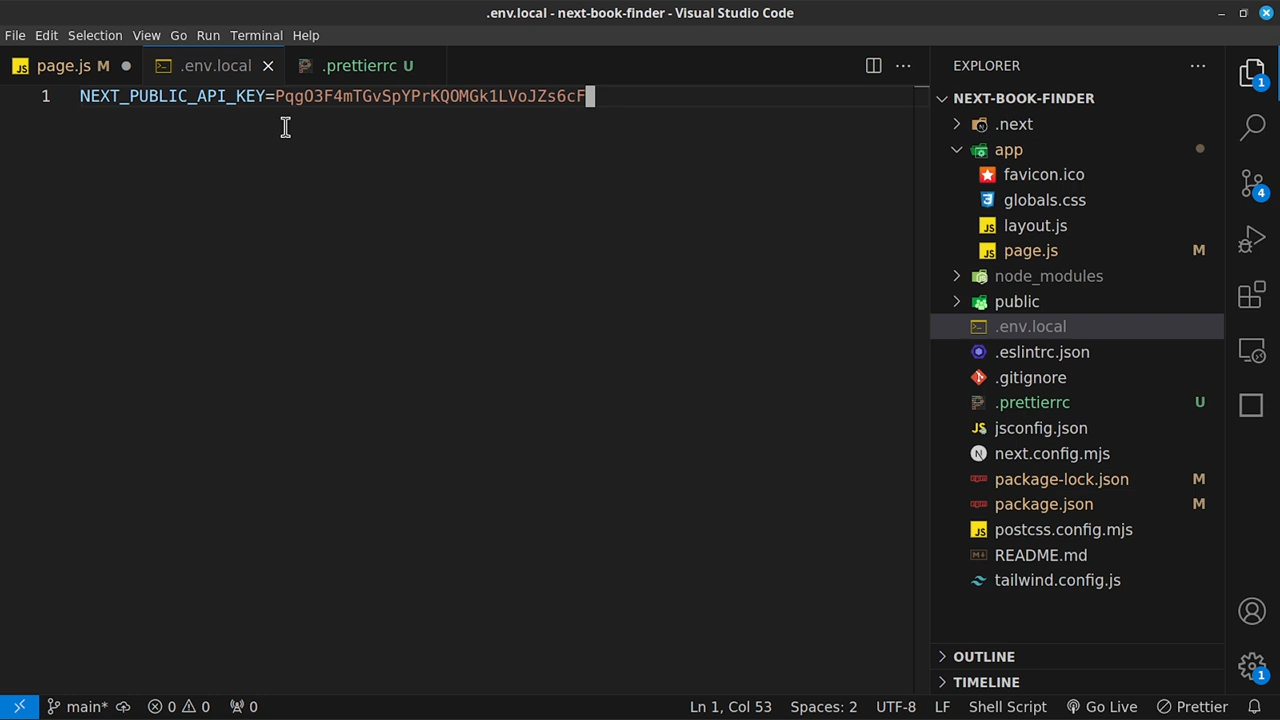 .env.local - next-book-finder - Visual Studio Code
File Edit Selection View Go Run Terminal Help
page.js M .env.local .prettierrc U
EXPLORER
1 NEXT_PUBLIC_API_KEY=PqgO3F4mTGvSpYPrKQOMGk1LVoJZs6cF
NEXT-BOOK-FINDER
.next
app
favicon.ico
globals.css
layout.js
page.js M
node_modules
public
.env.local
.eslintrc.json
.gitignore
.prettierrc U
jsconfig.json
next.config.mjs
package-lock.json M
package.json M
postcss.config.mjs
README.md
tailwind.config.js
OUTLINE
TIMELINE
1
4
1
main* 0 0 0 Ln 1, Col 53 Spaces: 2 UTF-8 LF Shell Script Go Live Prettier